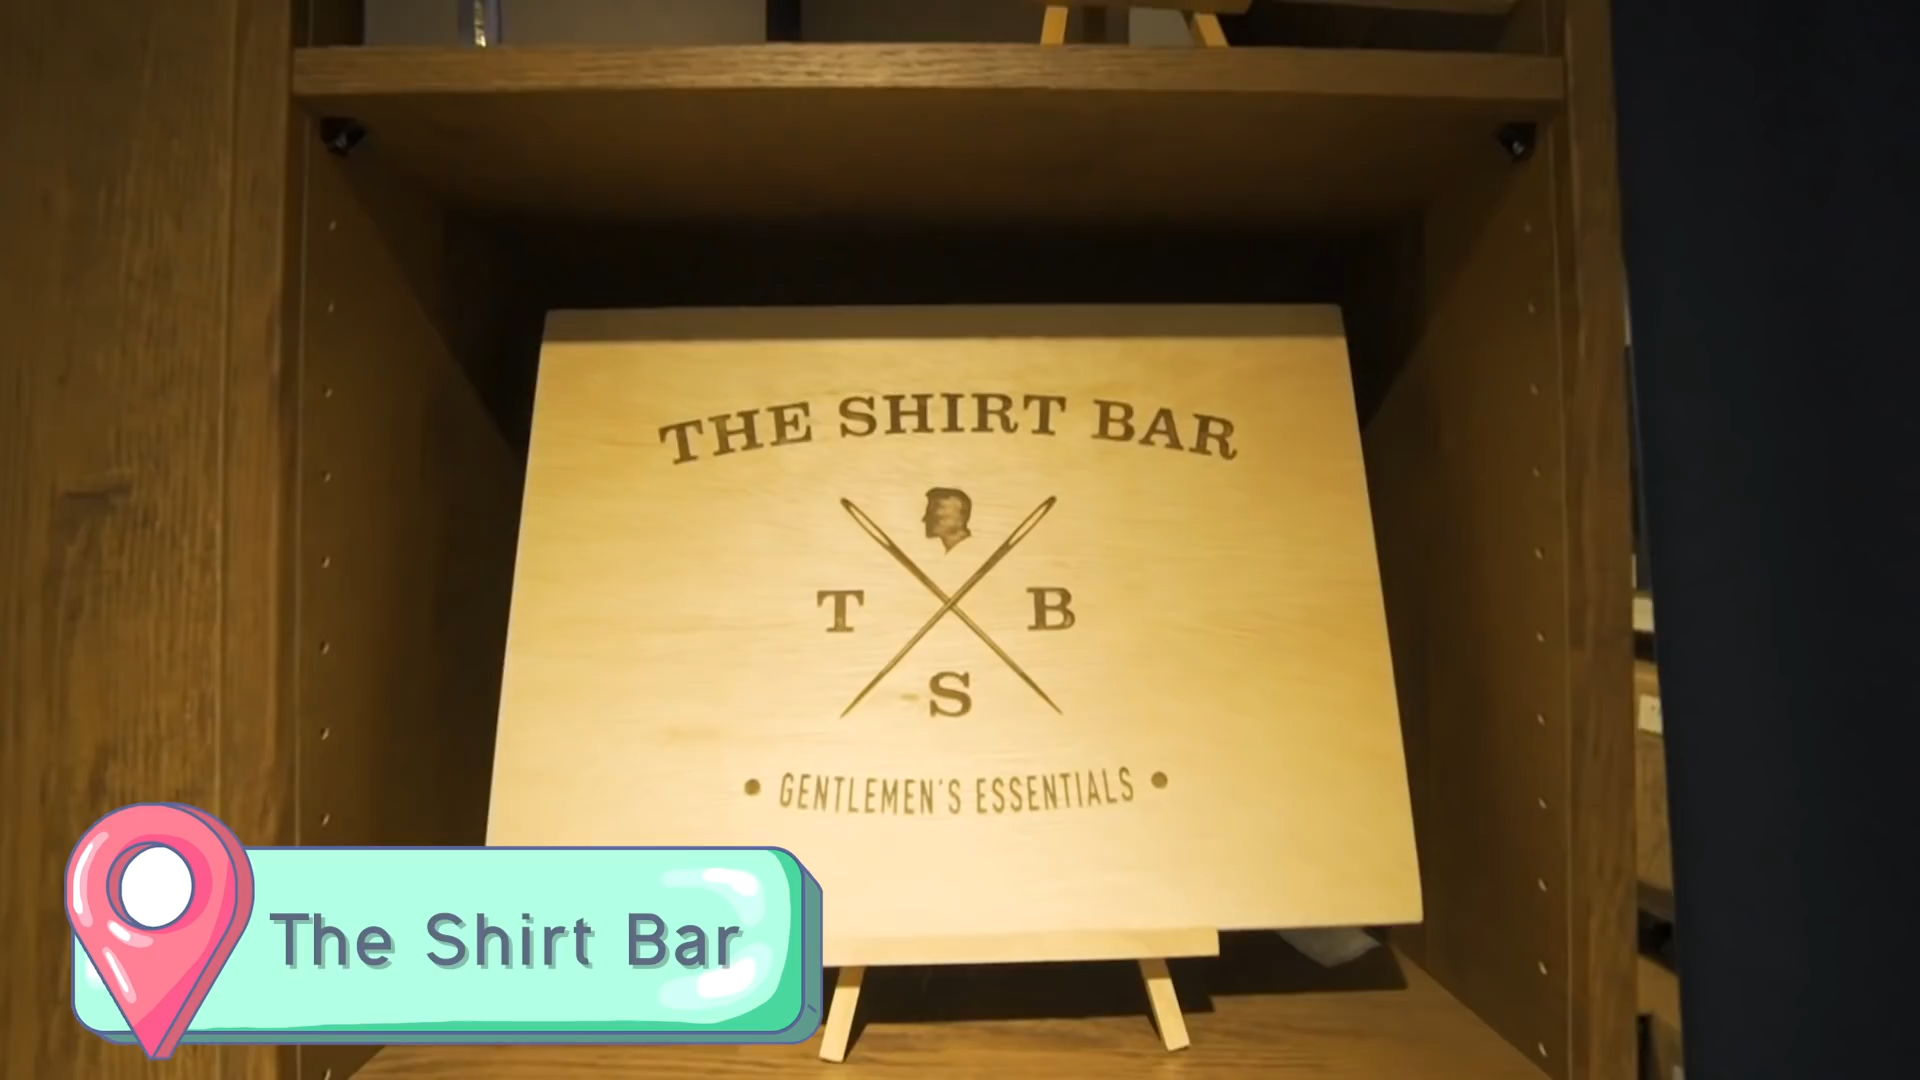 THE SHIRT BAR
T B
S
• GENTLEMEN'S ESSENTIALS •
The Shirt Bar